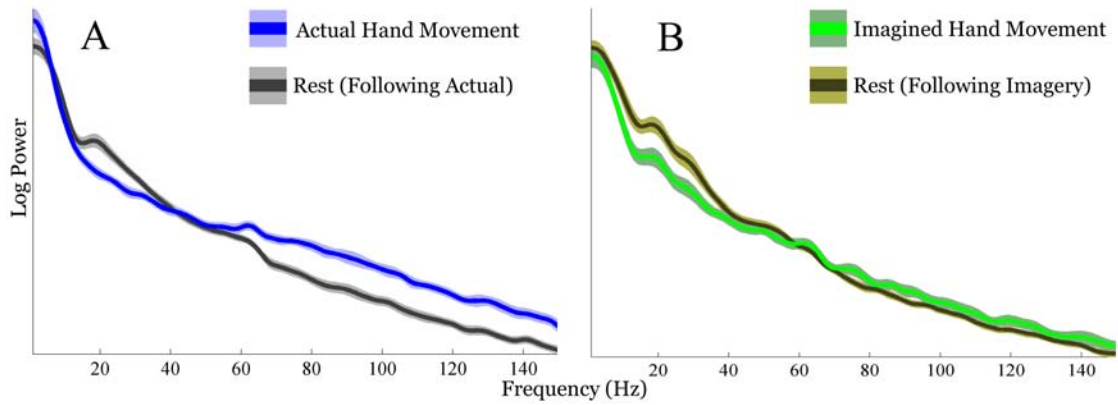 A
Actual Hand Movement
Rest (Following Actual)
B
Imagined Hand Movement
Rest (Following Imagery)
Log Power
20 40 60 80 100 120 140
20 40 60 80 100 120 140
Frequency (Hz)